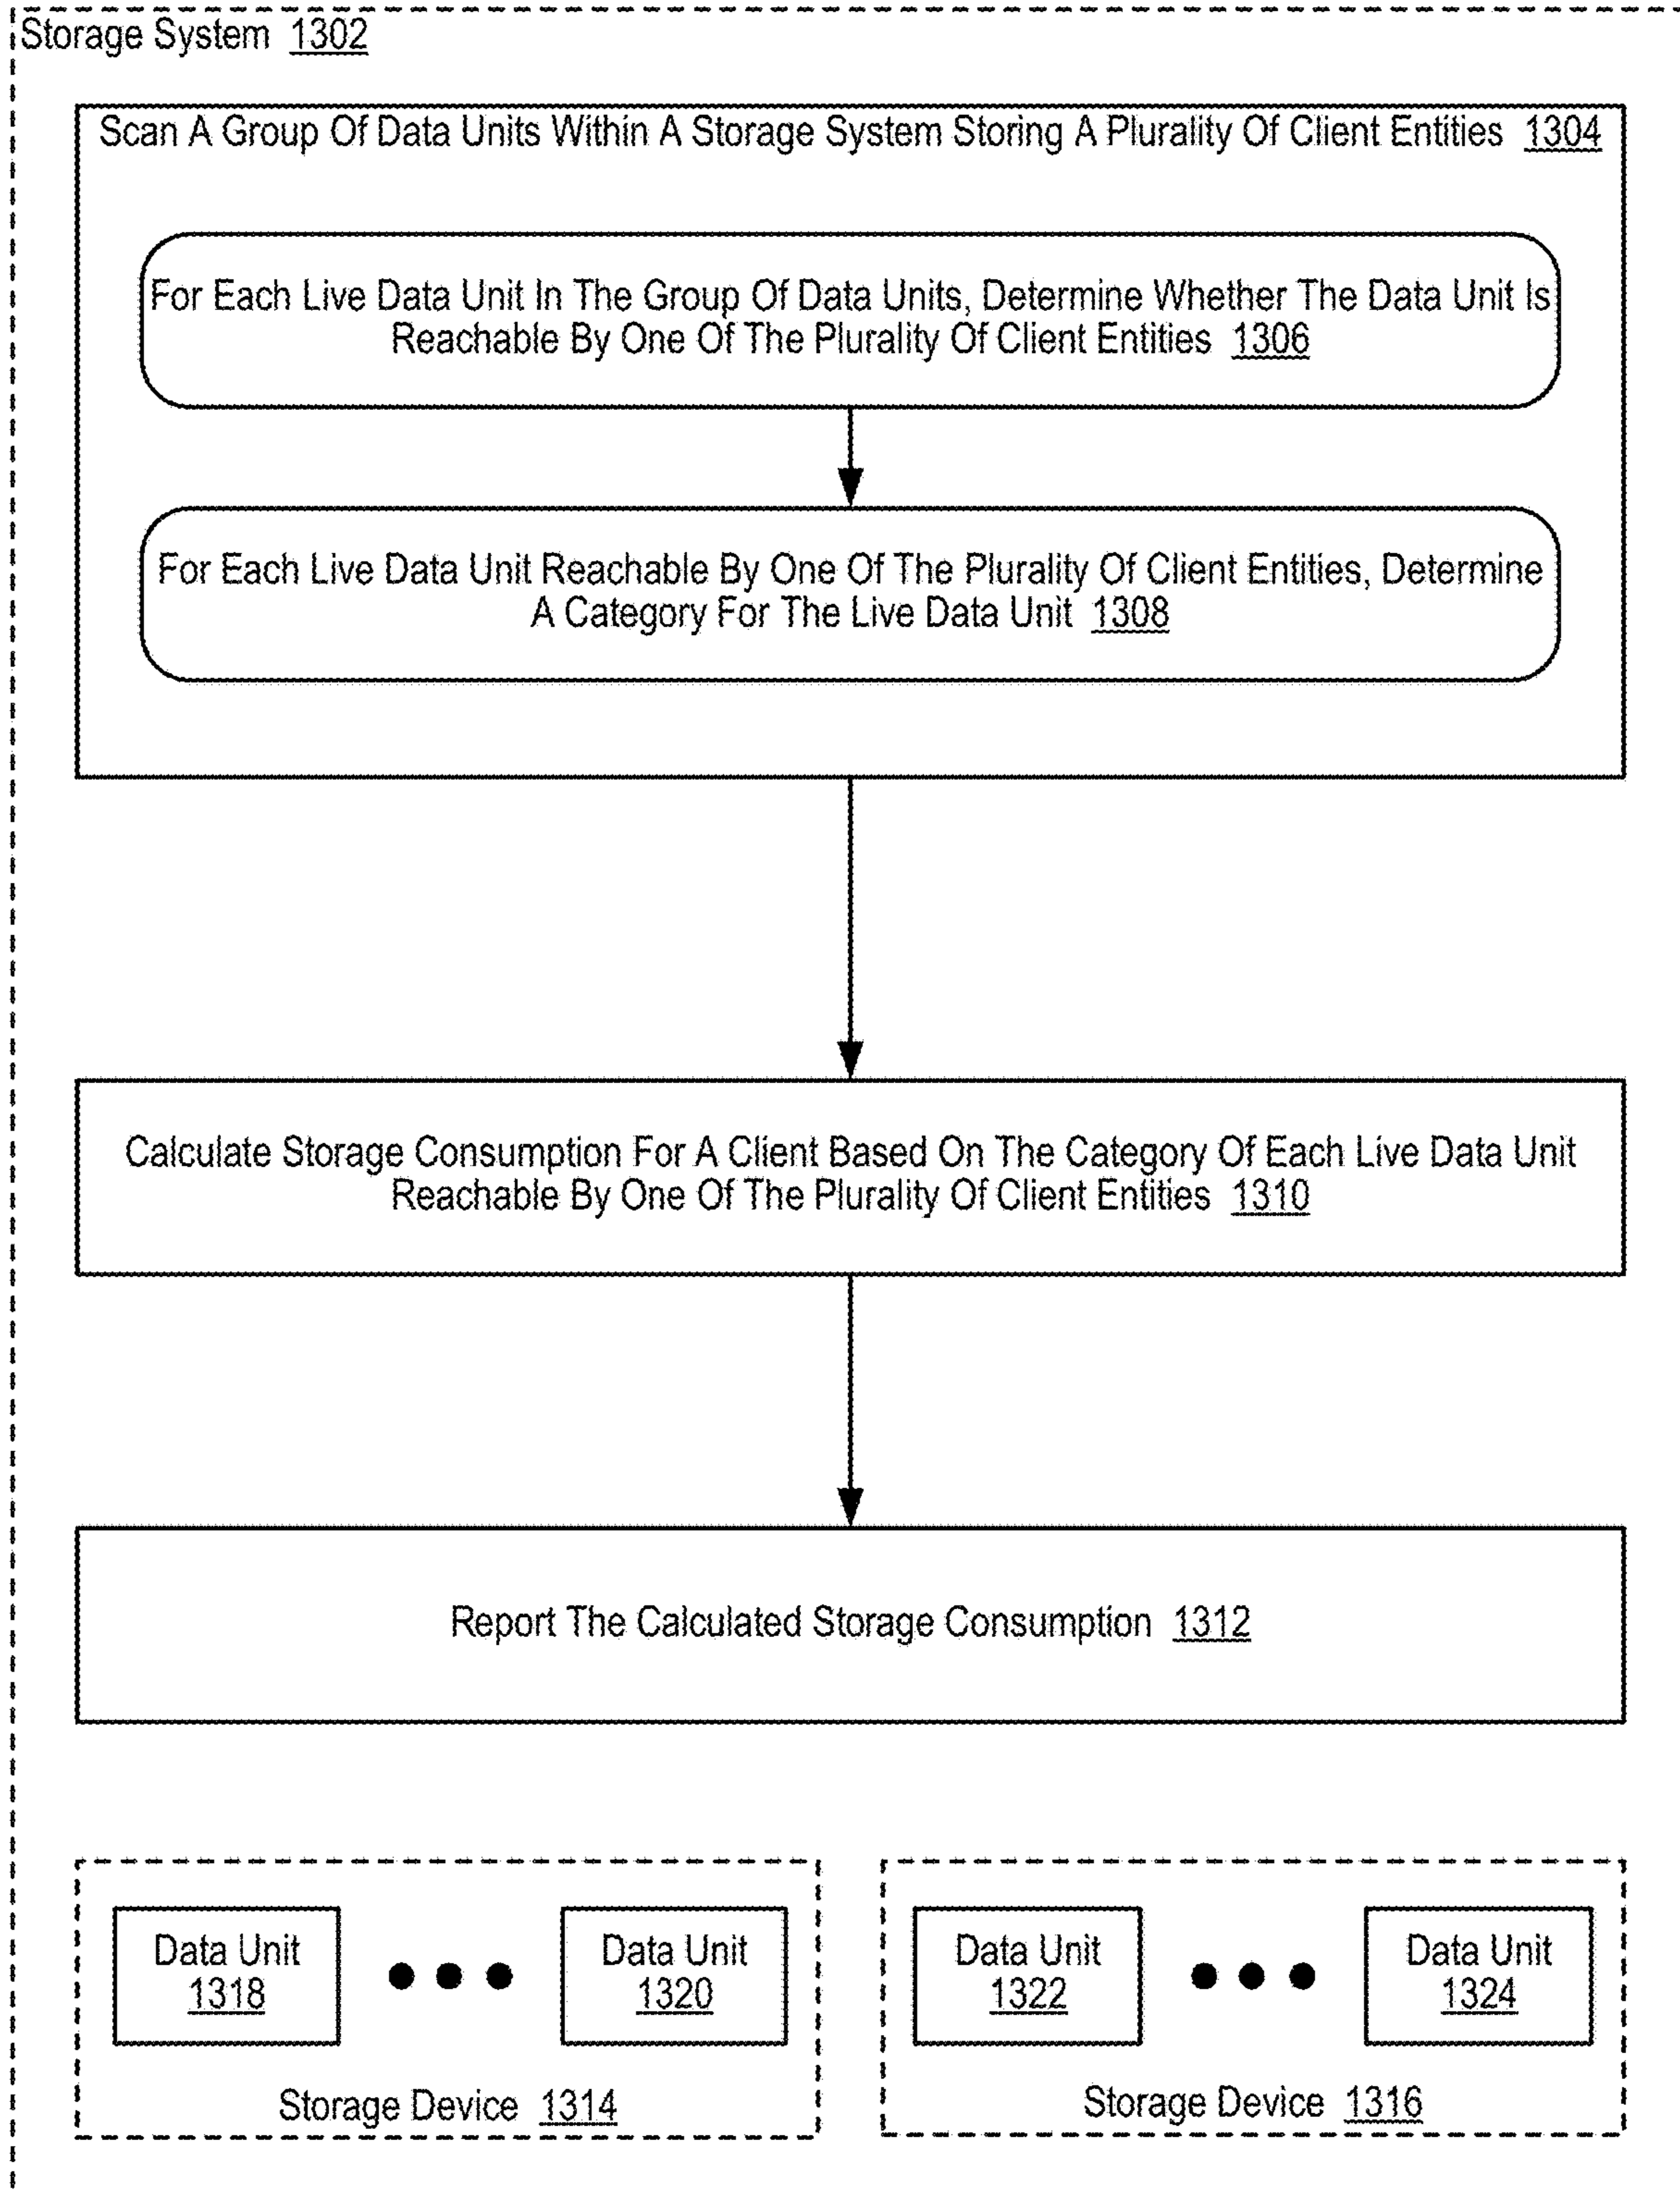 Storage System 1302
Scan A Group Of Data Units Within A Storage System Storing A Plurality Of Client Entities 1304
For Each Live Data Unit In The Group Of Data Units, Determine Whether The Data Unit Is
Reachable By One Of The Plurality Of Client Entities 1306
For Each Live Data Unit Reachable By One Of The Plurality Of Client Entities, Determine
A Category For The Live Data Unit 1308
Calculate Storage Consumption For A Client Based On The Category Of Each Live Data Unit
Reachable By One Of The Plurality Of Client Entities 1310
Report The Calculated Storage Consumption 1312
Data Unit
1318
Data Unit
1320
Storage Device 1314
Data Unit
1322
Data Unit
1324
Storage Device 1316